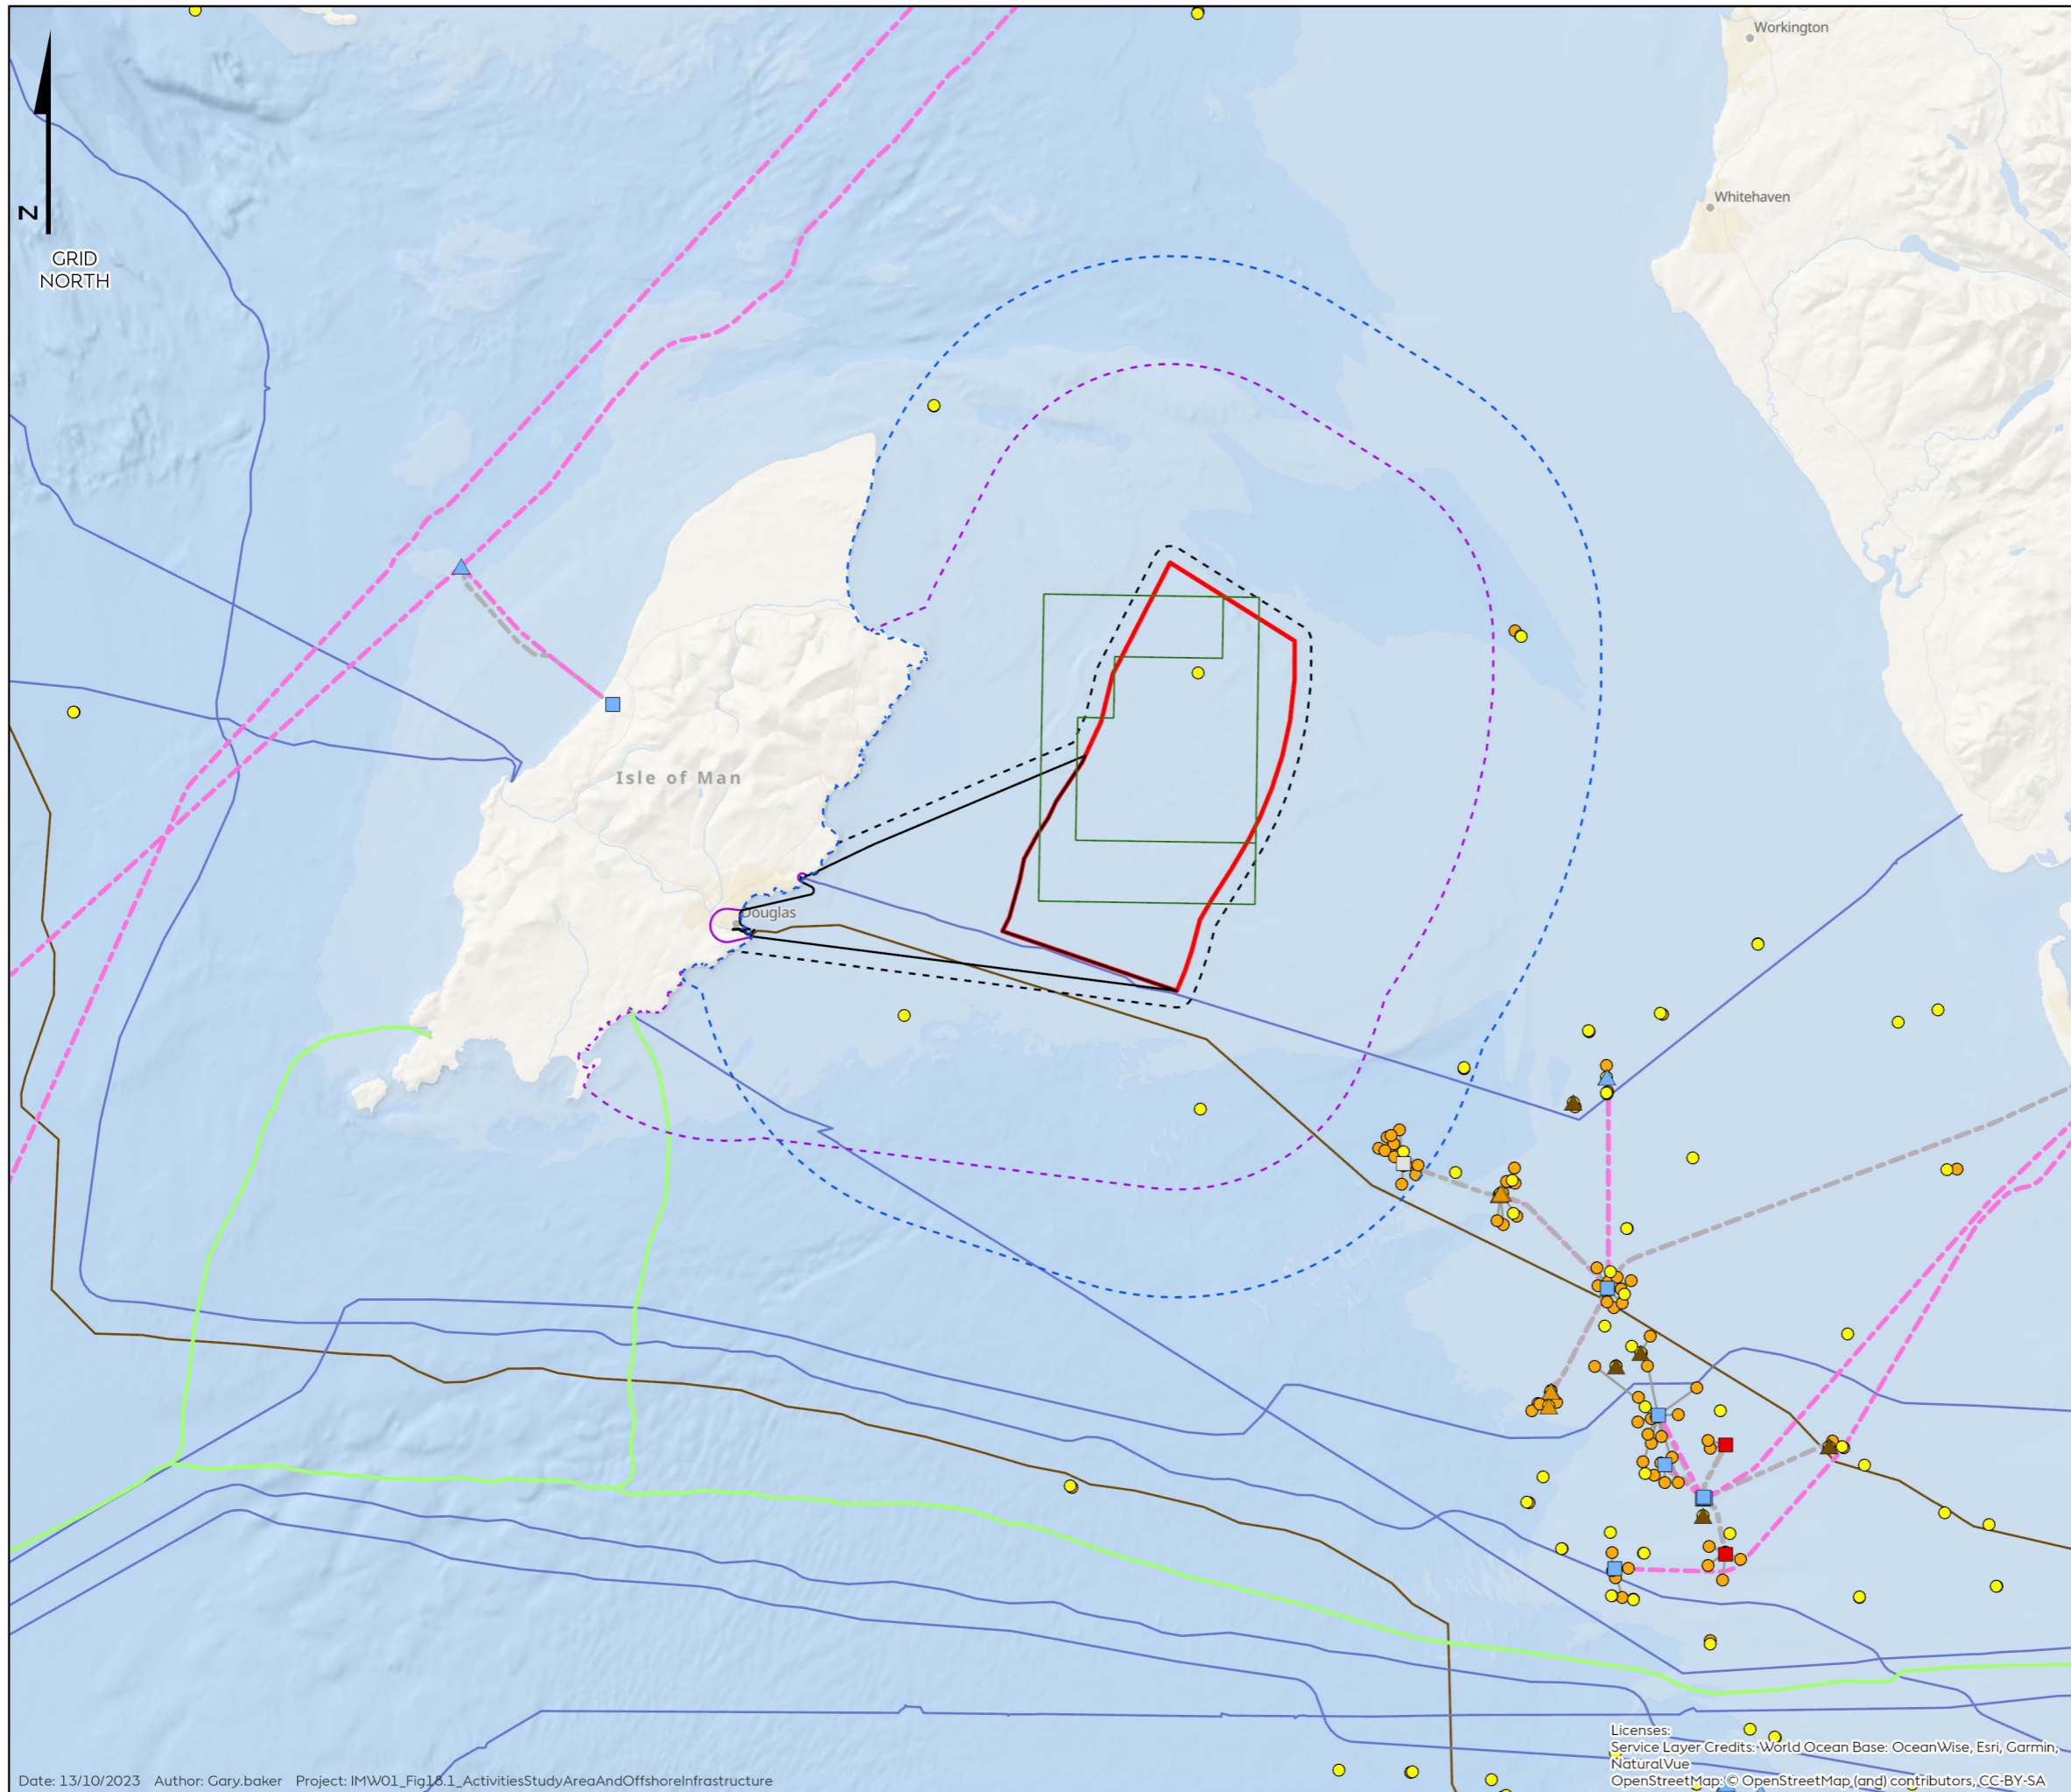 Workington
Whitehaven
N
GRID
NORTH
Isle of Man
Douglas
Licenses:
Service Layer Credits: World Ocean Base: OceanWise, Esri, Garmin,
NaturalVue
OpenStreetMap: © OpenStreetMap (and) contributors, CC-BY-SA
Date: 13/10/2023 Author: Gary.baker Project: IMW01_Fig18.1_ActivitiesStudyAreaAndOffshoreInfrastructure